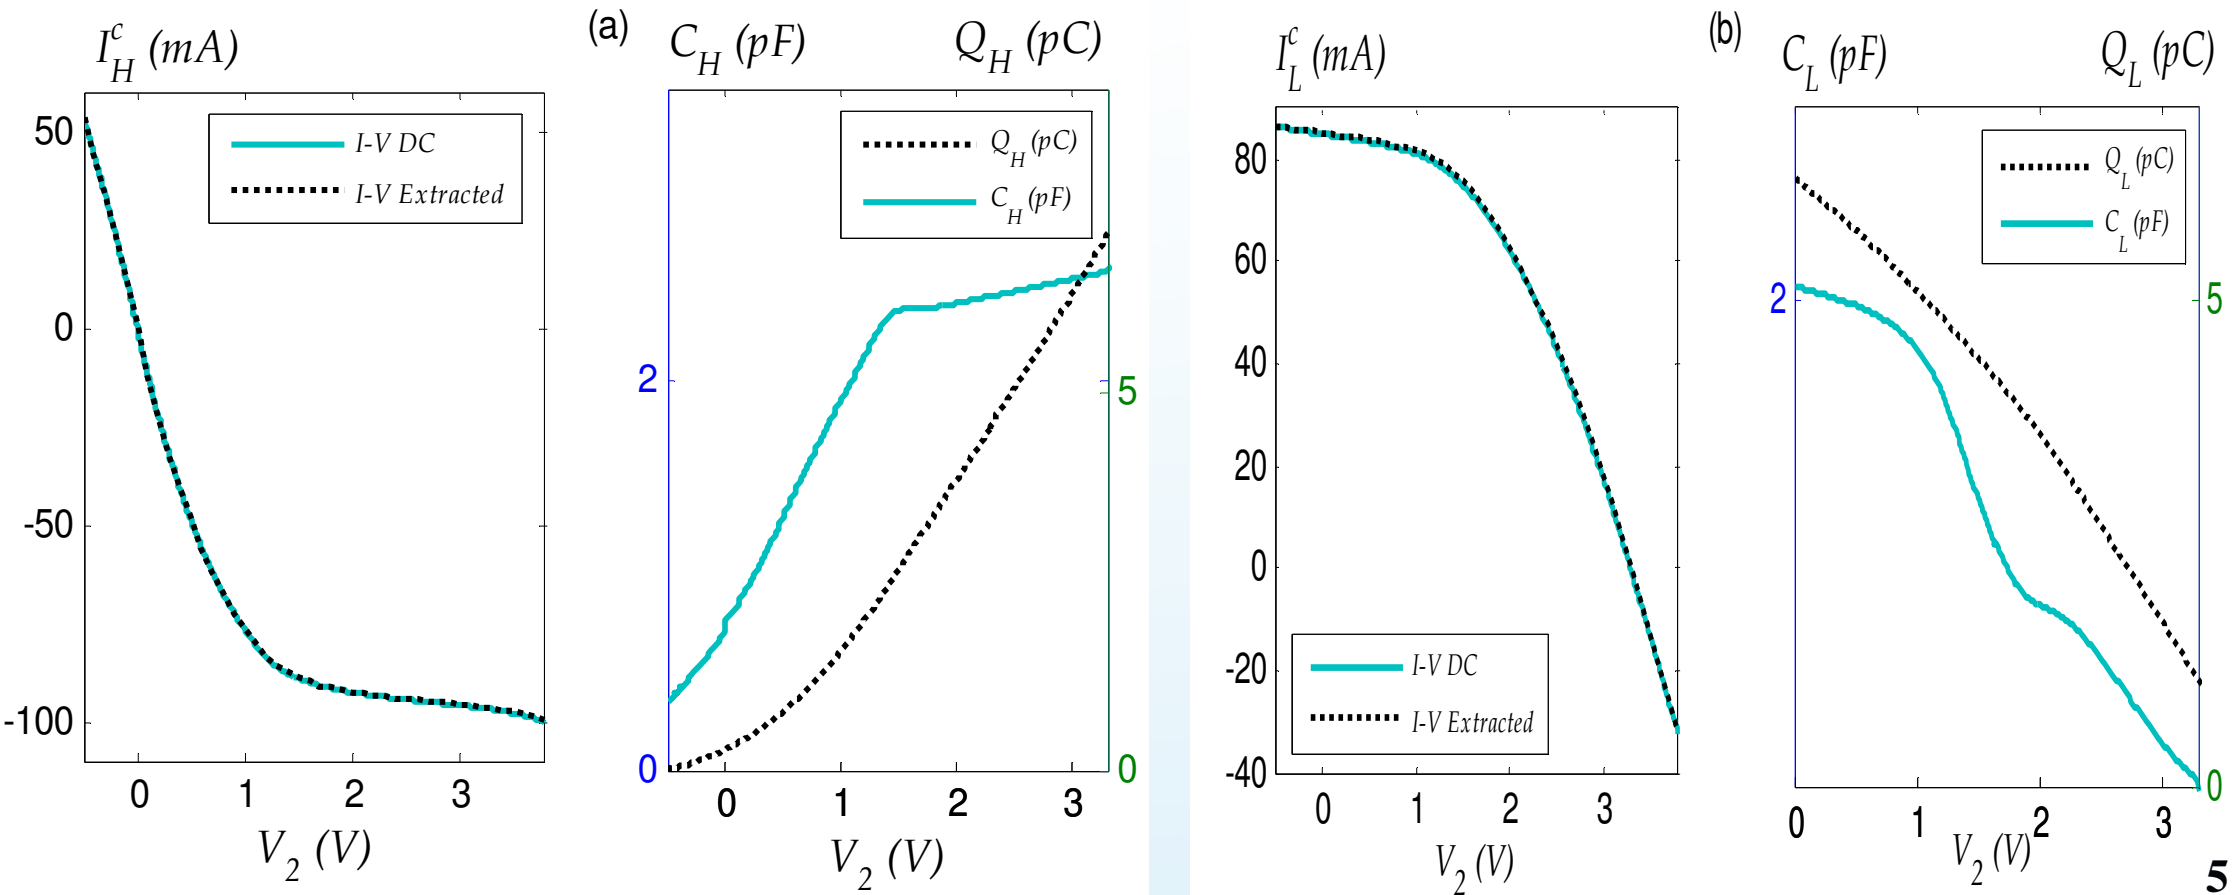 I_H^c (mA)
50
0
-50
-100
I-V DC
I-V Extracted
0 1 2 3
V_2 (V)
(a)
C_H (pF) Q_H (pC)
2
0
5
0
Q_H (pC)
C_H (pF)
0 1 2 3
V_2 (V)
I_L^c (mA)
80
60
40
20
0
-20
-40
I-V DC
I-V Extracted
0 1 2 3
V_2 (V)
(b)
C_L (pF) Q_L (pC)
2
5
0
Q_L (pC)
C_L (pF)
0 1 2 3
V_2 (V)
5